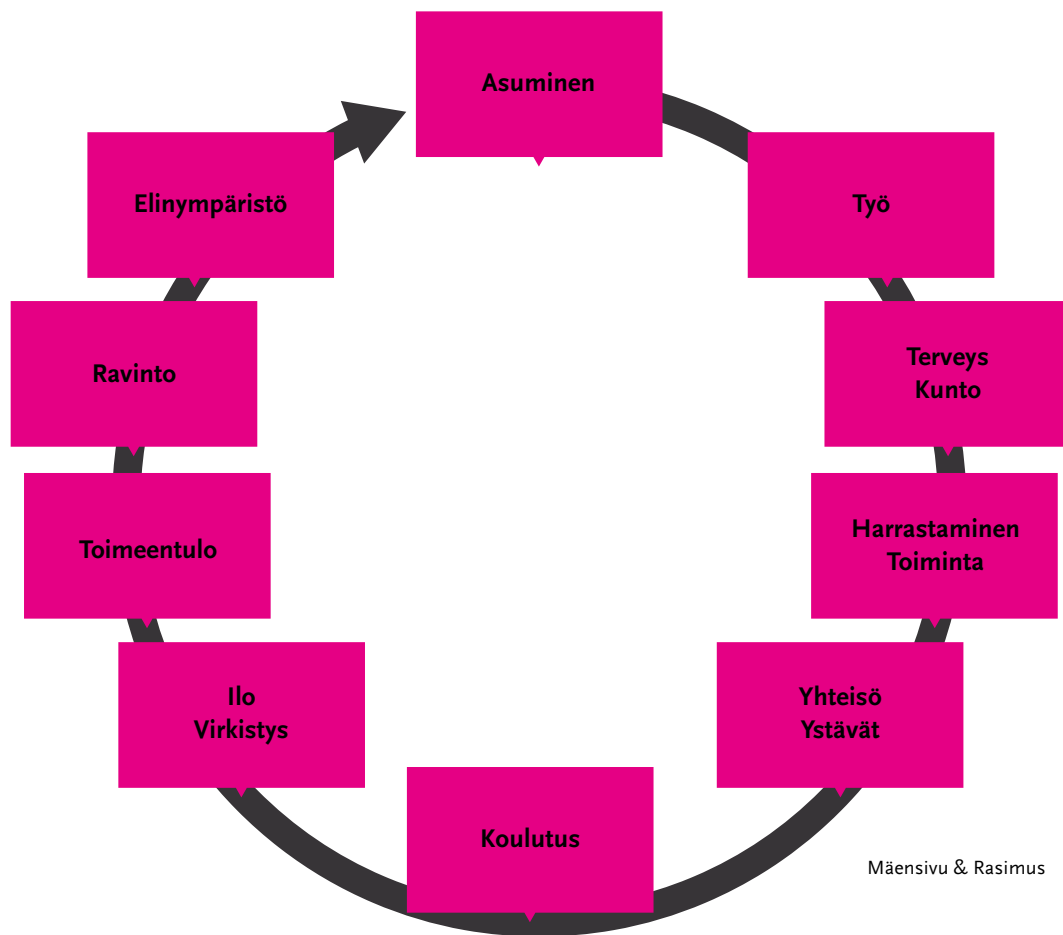 Asuminen
Työ
Terveys
Kunto
Harrastaminen
Toiminta
Yhteisö
Ystävät
Koulutus
Ilo
Virkistys
Toimeentulo
Ravinto
Elinympäristö
Mäensivu & Rasimus